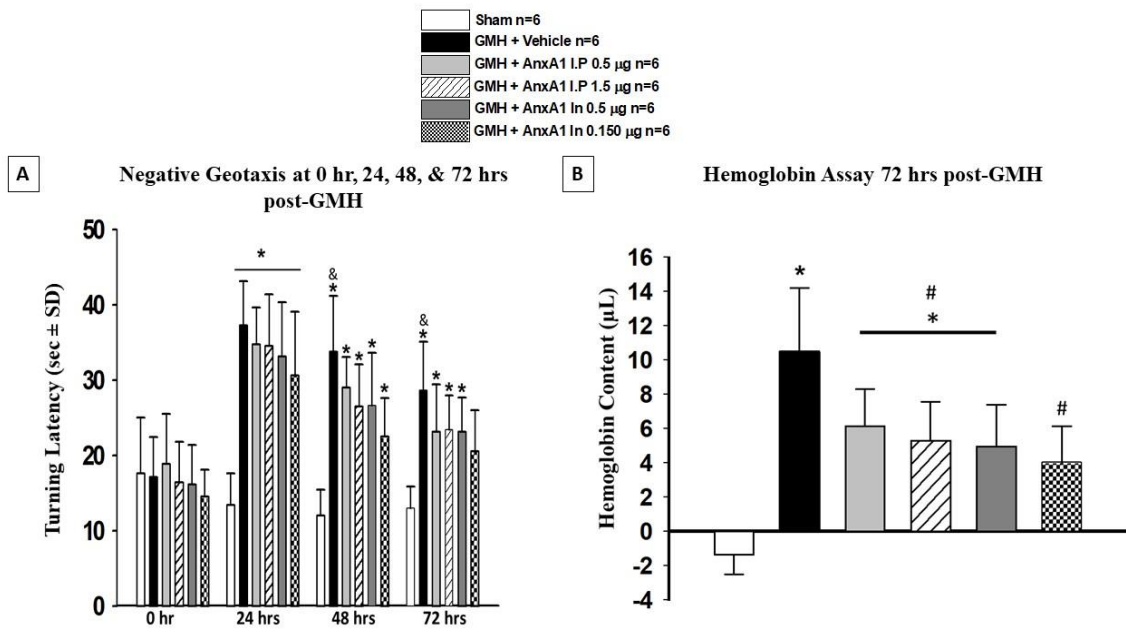 Sham n=6
GMH + Vehicle n=6
GMH + AnxA1 I.P 0.5 µg n=6
GMH + AnxA1 I.P 1.5 µg n=6
GMH + AnxA1 In 0.5 µg n=6
GMH + AnxA1 In 0.150 µg n=6
A
Negative Geotaxis at 0 hr, 24, 48, & 72 hrs
post-GMH
Turning Latency (sec ± SD)
50
40
30
20
10
0
*
&
*
* * * *
&
*
* * *
0 hr 24 hrs 48 hrs 72 hrs
B
Hemoglobin Assay 72 hrs post-GMH
Hemoglobin Content (µL)
16
14
12
10
8
6
4
2
0
-2
-4
*
#
*
#